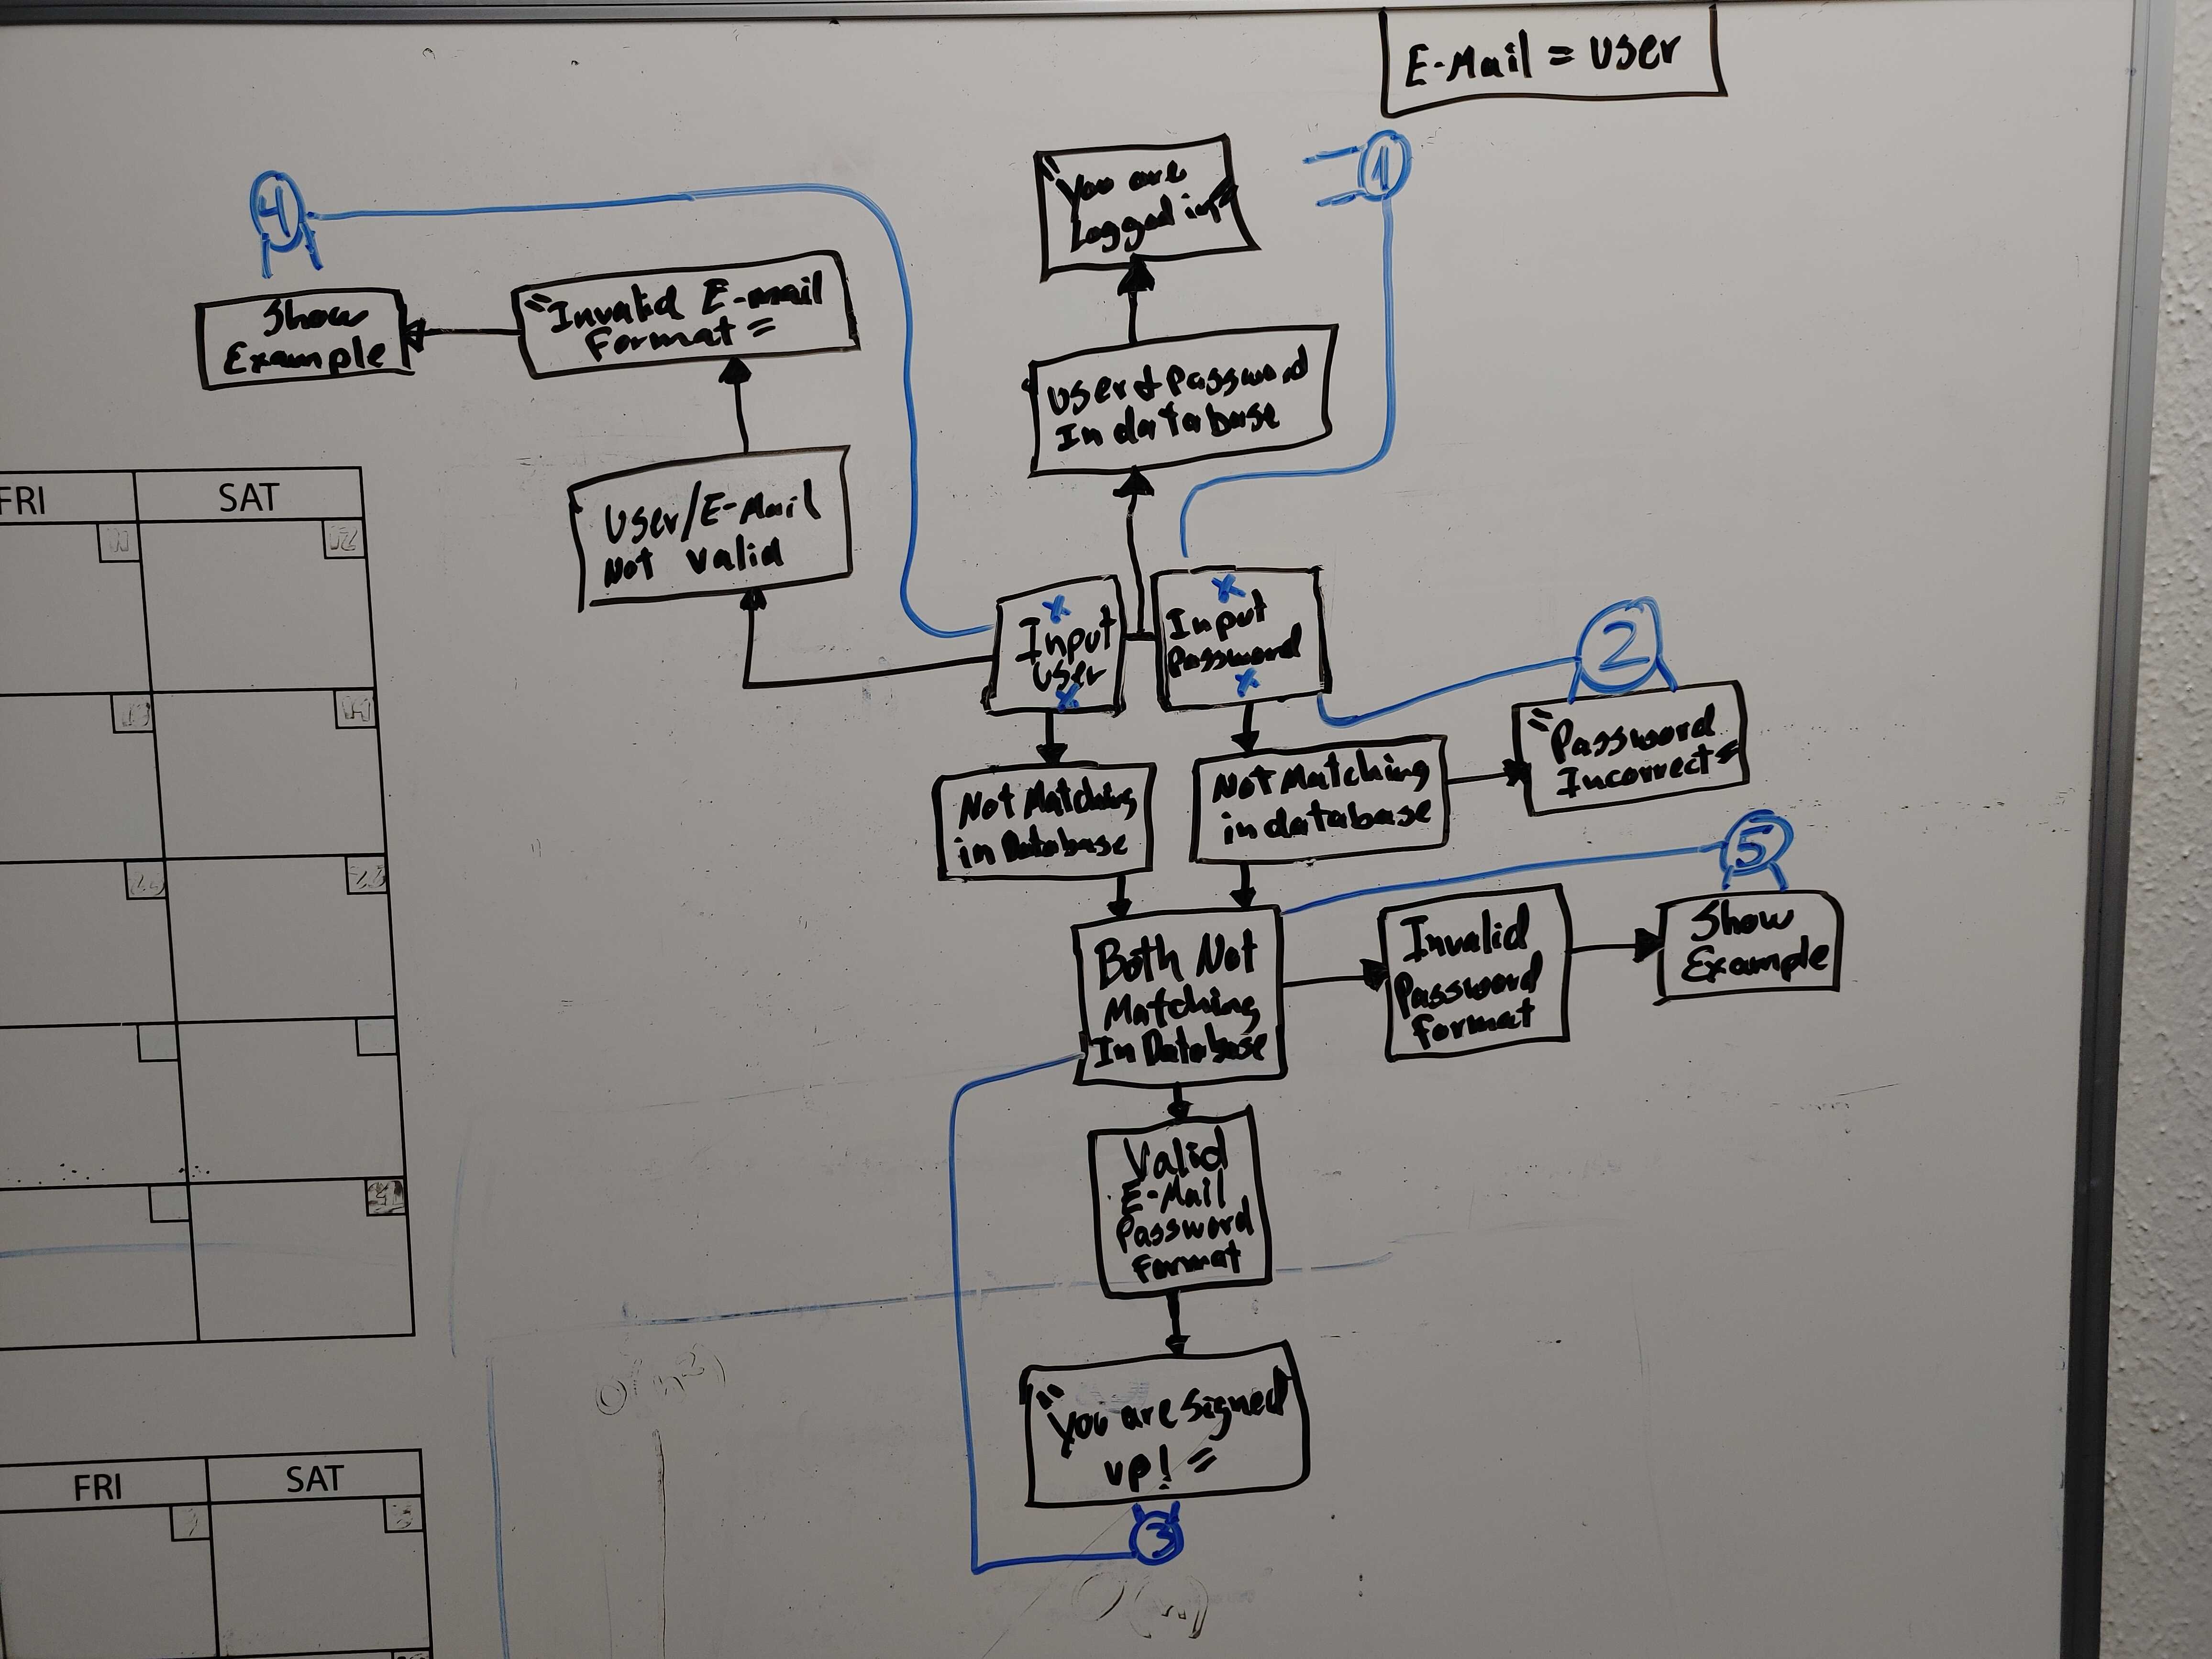 E-Mail = User
1
"You are
Logged in"
4
"Invalid E-mail
Format"
Show
Example
User & Password
In database
FRI
SAT
11
12
User/E-Mail
Not Valid
x
Input
User
x
x
Input
Password
x
2
"Password
Incorrect"
Not Matching
in Database
Not Matching
in database
5
Show
Example
Invalid
Password
Format
Both Not
Matching
In Database
Valid
E-Mail
Password
Format
O(n²)
"You are signed
up!"
3
FRI
SAT